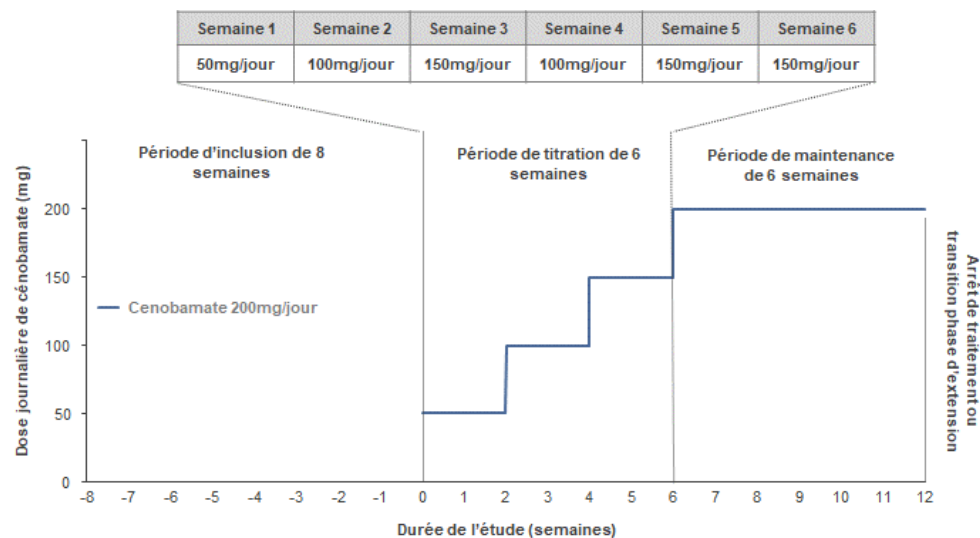 Semaine 1 Semaine 2 Semaine 3 Semaine 4 Semaine 5 Semaine 6
50mg/jour 100mg/jour 150mg/jour 100mg/jour 150mg/jour 150mg/jour
Période d'inclusion de 8
semaines
Période de titration de 6
semaines
Période de maintenance
de 6 semaines
Dose journalière de cénobamate (mg)
200
150
100
50
0
Cenobamate 200mg/jour
Arrêt de traitement ou
transition phase d'extension
-8 -7 -6 -5 -4 -3 -2 -1 0 1 2 3 4 5 6 7 8 9 10 11 12
Durée de l'étude (semaines)